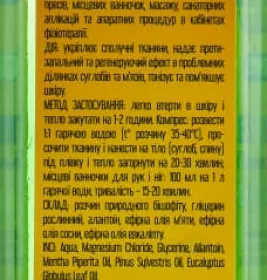 пресів, місцевих ванночок, масажу, санаторних
аплікацій та апаратних процедур в кабінетах
фізіотерапії.
ДІЯ: укріплює сполучні тканини, надає проти-
запальний та регенеруючий ефект в проблемних
ділянках суглобів та м'язів, тонізує та пом'якшує
шкіру.
МЕТОД ЗАСТОСУВАННЯ: легко втерти в шкіру і
тепло закутати на 1-2 години. Компрес: розвести
1:1 гарячою водою (t° розчину 35-40°С), про-
сочити тканину і нанести на тіло (суглоб, спину)
під плівку і тепло загорнути на 20-30 хвилин;
місцеві ванночки для рук і ніг: 100 мл на 1 л
гарячої води, тривалість – 15-20 хвилин.
СКЛАД: розчин природного бішофіту, гліцерин
рослинний, алантоїн, ефірна олія м'яти, ефірна
олія сосни, ефірна олія евкаліпту.
INCI: Aqua, Magnesium Chloride, Glycerine, Allantoin,
Mentha Piperita Oil, Pinus Sylvestris Oil, Eucalyptus
Globulus Leaf Oil.